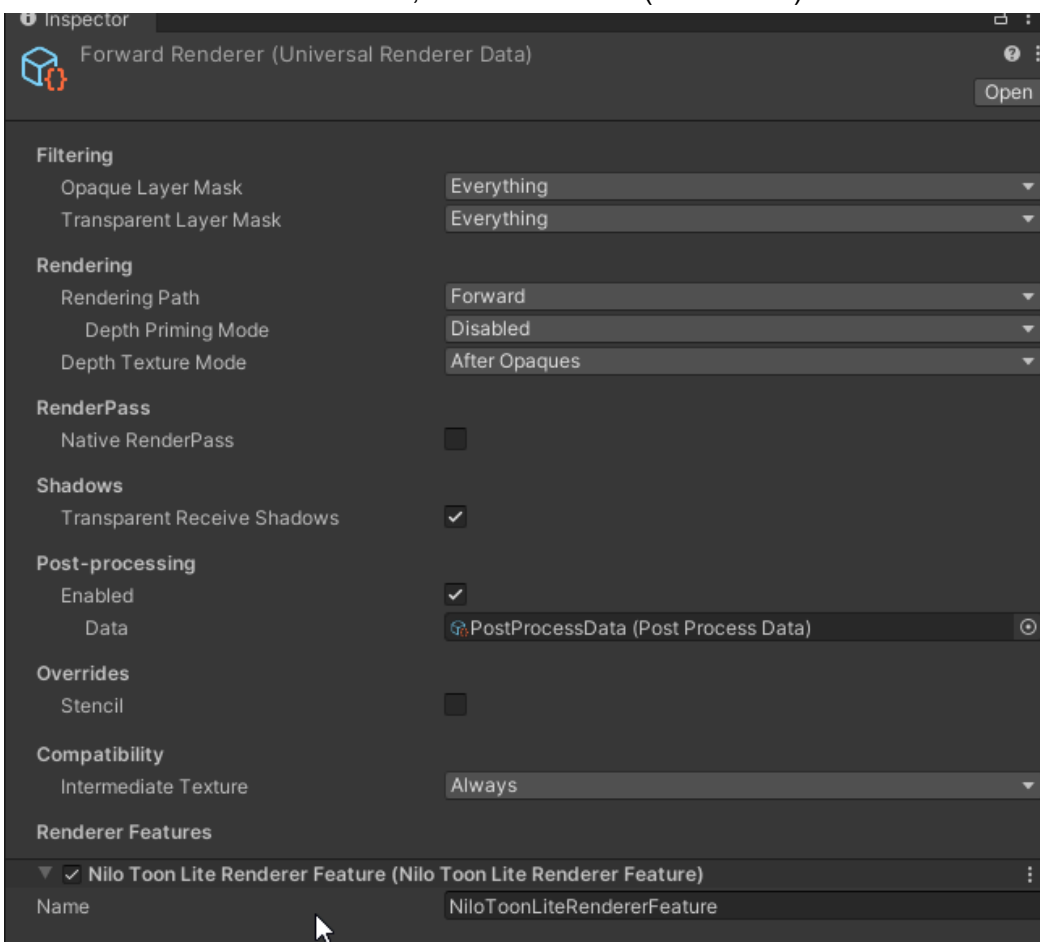 Inspector
Forward Renderer (Universal Renderer Data)
Open
Filtering
Opaque Layer Mask Everything
Transparent Layer Mask Everything
Rendering
Rendering Path Forward
Depth Priming Mode Disabled
Depth Texture Mode After Opaques
RenderPass
Native RenderPass
Shadows
Transparent Receive Shadows
Post-processing
Enabled
Data PostProcessData (Post Process Data)
Overrides
Stencil
Compatibility
Intermediate Texture Always
Renderer Features
Nilo Toon Lite Renderer Feature (Nilo Toon Lite Renderer Feature)
Name NiloToonLiteRendererFeature